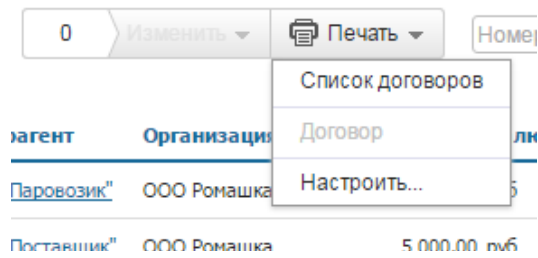 0 Изменить Печать Номер
Список договоров
рагент Организация Договор
Паровозик" ООО Ромашка Настроить... б
Поставщик" ООО Ромашка 5 000,00 руб